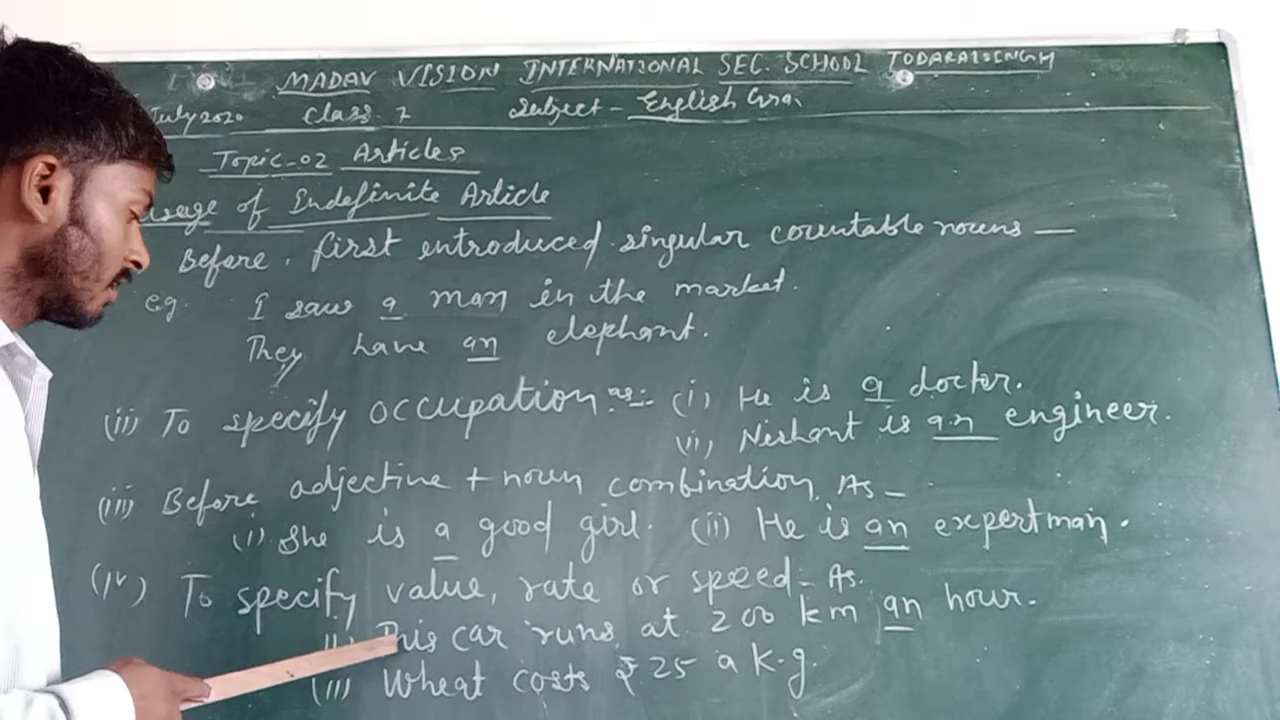 MADAV VISION INTERNATIONAL SEC. SCHOOL TODARAISINGH
July 2020 Class 7 Subject - English Gra.
Topic-02 Articles
usage of Indefinite Article
Before, first introduced singular countable nouns —
e.g. I saw a man in the market.
They have an elephant.
(ii) To specify occupation. as:- (i) He is a doctor.
(ii) Nishant is an engineer.
(iii) Before adjective + noun combination. As -
(i) She is a good girl. (ii) He is an expert man.
(iv) To specify value, rate or speed - As.
This car runs at 200 km an hour.
(ii) Wheat costs ₹ 25 a k.g.